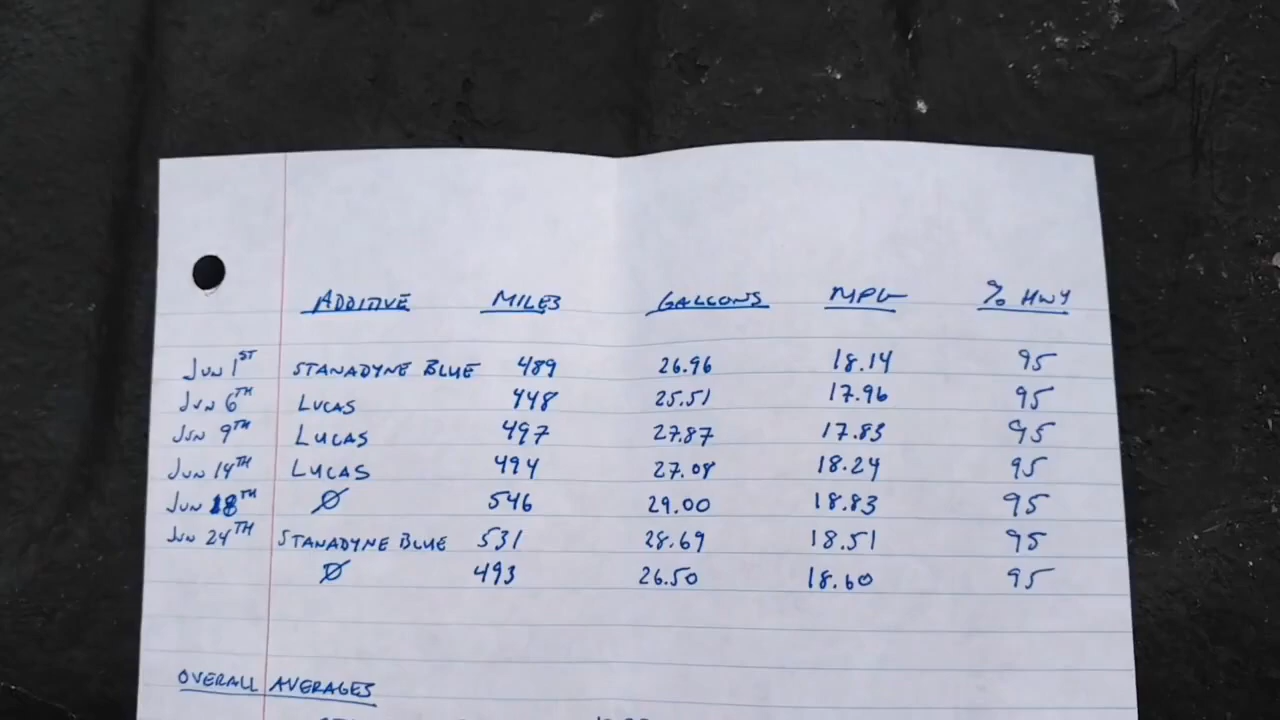 ADDITIVE MILES GALLONS MPG % HWY
JUN 1ST STANADYNE BLUE 489 26.96 18.14 95
JUN 6TH LUCAS 448 25.51 17.96 95
JUN 9TH LUCAS 497 27.87 17.83 95
JUN 14TH LUCAS 494 27.08 18.24 95
JUN 18TH Ø 546 29.00 18.83 95
JUN 24TH STANADYNE BLUE 531 28.69 18.51 95
Ø 493 26.50 18.60 95
OVERALL AVERAGES